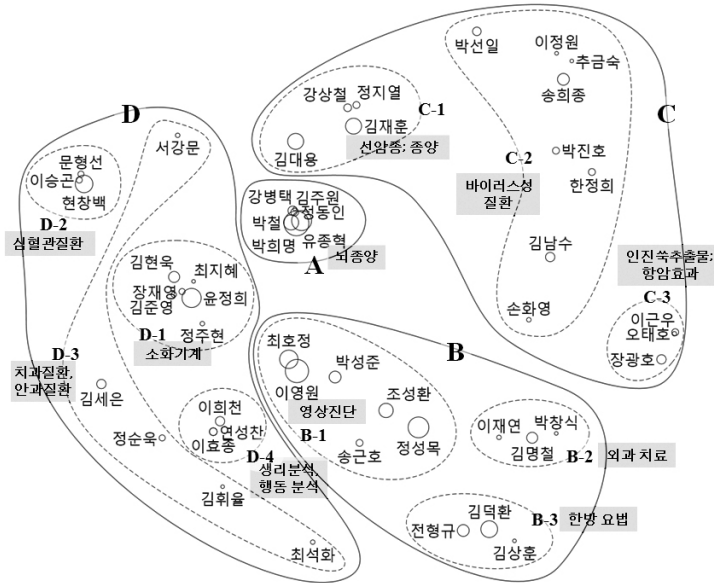 박선일
이정원
추금숙
송희종
강상철
정지열
C-1
김재훈
선암종; 종양
김대용
C
D
서강문
C-2
박진호
바이러스성
질환
한정희
문형선
이승곤
현창백
D-2
심혈관질환
강병택
김주원
정동인
박철
박희명
유종혁
A
뇌종양
김남수
인진쑥추출물;
항암효과
C-3
손화영
이근우
오태호
장광호
김현욱
최지혜
장재영
김준영
윤정희
정주현
D-1
소화기계
D-3
치과질환,
안과질환
김세은
최호정
박성준
B
이영원
조성환
영상진단
B-1
정성목
송근호
이재연
박창식
김명철
B-2
외과 치료
이희천
연성찬
이효종
정순욱
D-4
생리분석,
행동 분석
김휘율
김덕환
전형규
김상훈
B-3
한방 요법
최석화